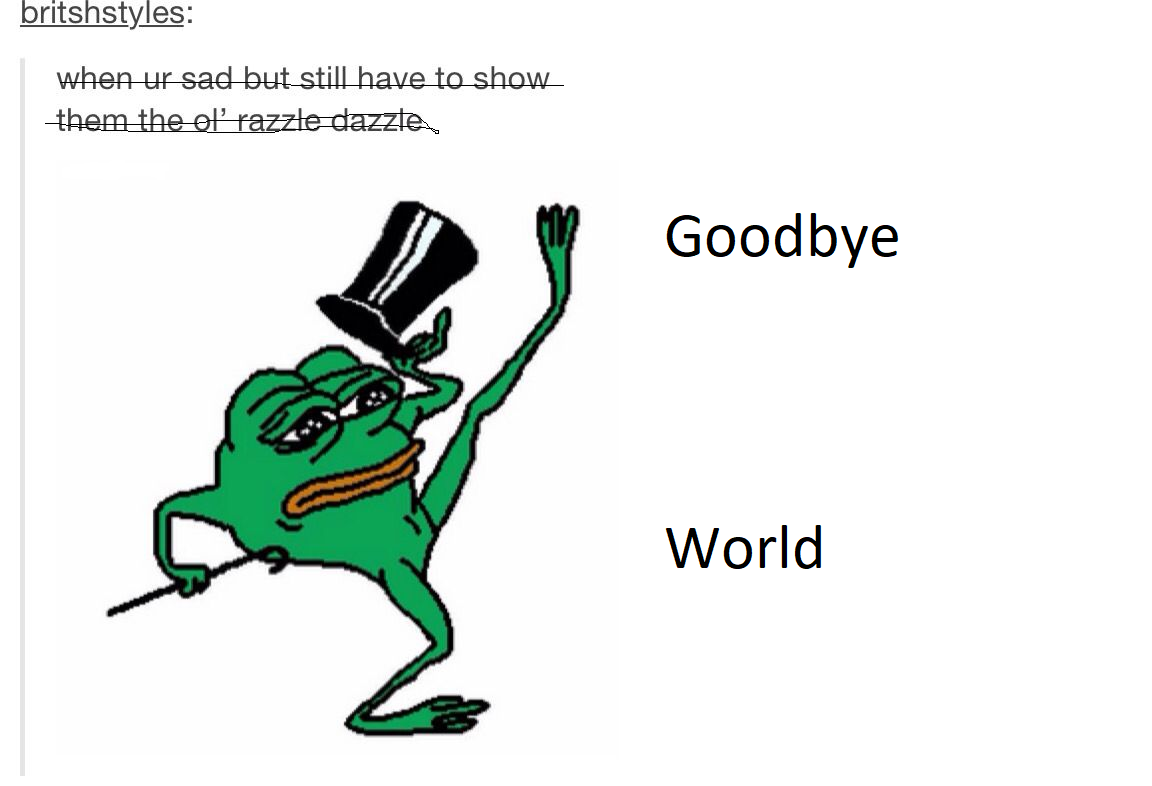 britshstyles:
when ur sad but still have to show
them the ol’ razzle dazzle
Goodbye
World